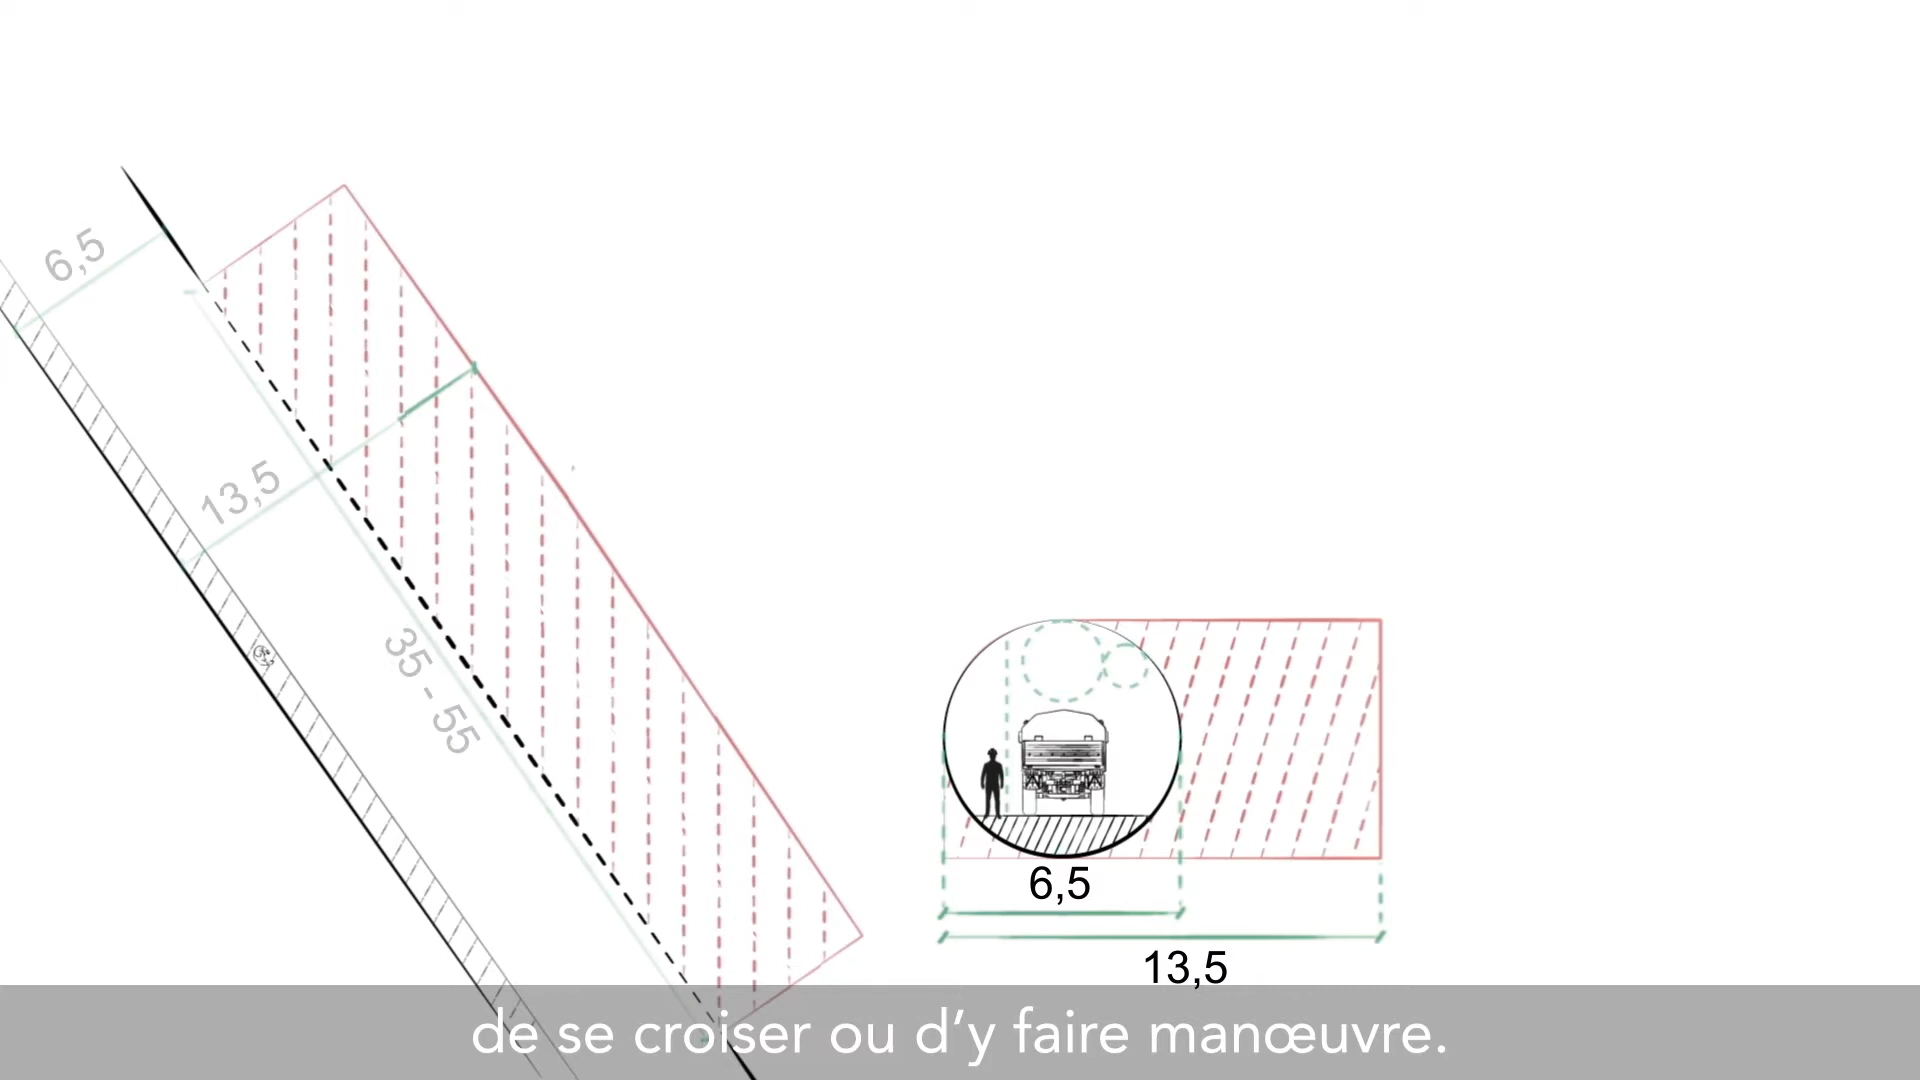 6,5
13,5
35 - 55
6,5
13,5
de se croiser ou d’y faire manœuvre.